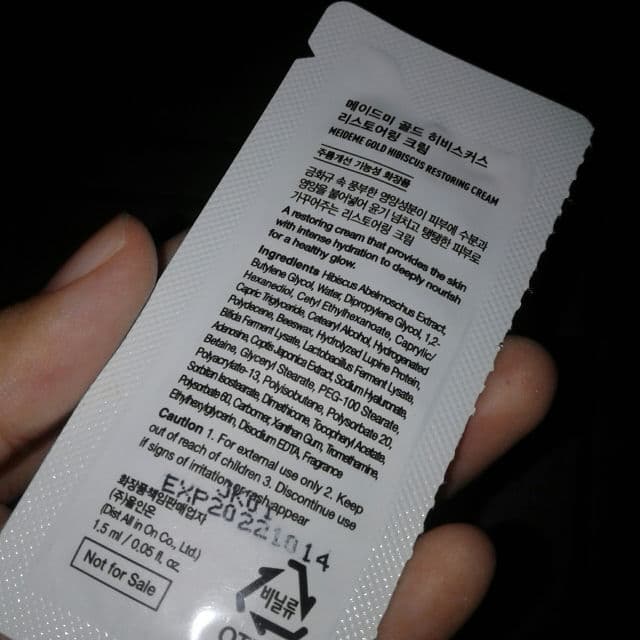 메이드미 골드 히비스커스
리스토어링 크림
MEIDEME GOLD HIBISCUS RESTORING CREAM
주름개선 기능성 화장품
금화규 속 풍부한 영양성분이 피부에 수분과
영양을 불어넣어 윤기 넘치고 탱탱한 피부로
가꾸어주는 리스토어링 크림
A restoring cream that provides the skin
with intense hydration to deeply nourish
for a healthy glow.
Ingredients Hibiscus Abelmoschus Extract,
Butylene Glycol, Water, Dipropylene Glycol, 1,2-
Hexanediol, Cetyl Ethylhexanoate, Caprylic/
Capric Triglyceride, Cetearyl Alcohol, Hydrogenated
Polydecene, Beeswax, Hydrolyzed Lupine Protein,
Bifida Ferment Lysate, Lactobacillus Ferment Lysate,
Adenosine, Coptis Japonica Extract, Sodium Hyaluronate,
Betaine, Glyceryl Stearate, PEG-100 Stearate,
Polyacrylate-13, Polyisobutene, Polysorbate 20,
Sorbitan Isostearate, Dimethicone, Tocopheryl Acetate,
Polysorbate 60, Carbomer, Xanthan Gum, Tromethamine,
Ethylhexylglycerin, Disodium EDTA, Fragrance
Caution 1. For external use only 2. Keep
out of reach of children 3. Discontinue use
if signs of irritation or rash appear
화장품책임판매업자
(주)올인온
(Dist All in On Co., Ltd.)
1.5 ml / 0.05 fl. oz.
EXP20221014
Not for Sale
비닐류